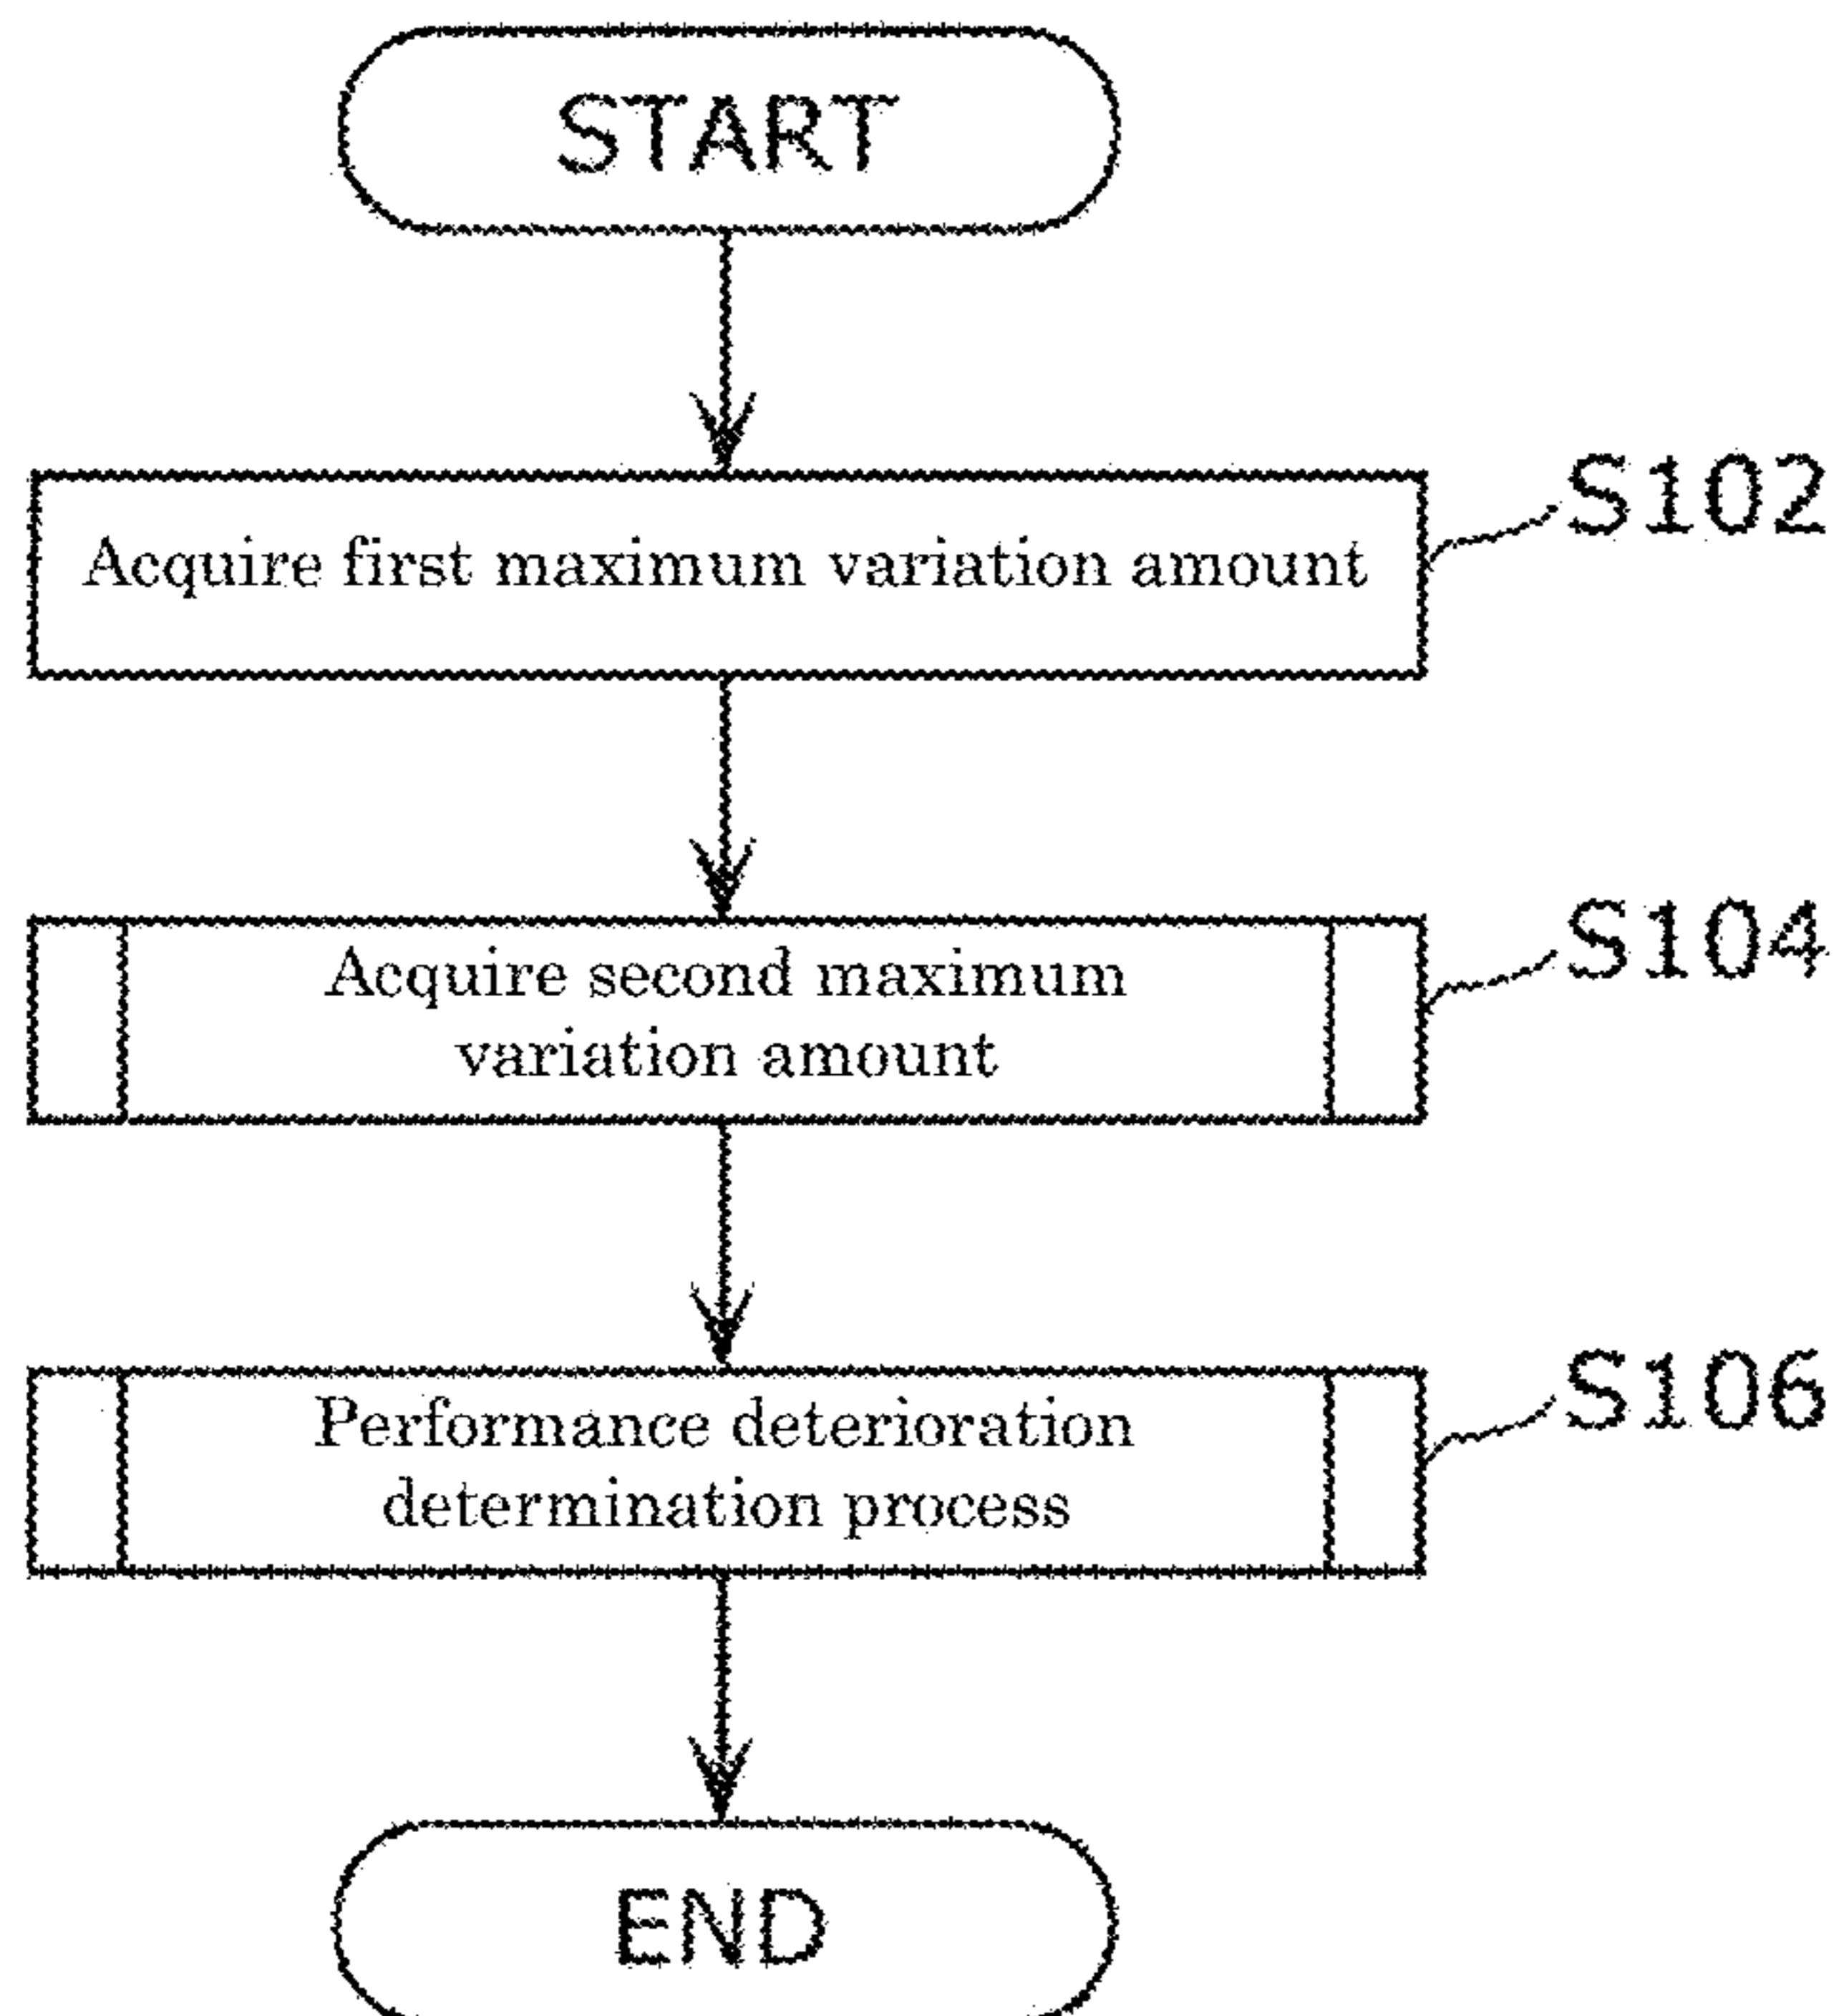 START
Acquire first maximum variation amount
S102
Acquire second maximum
variation amount
S104
Performance deterioration
determination process
S106
END